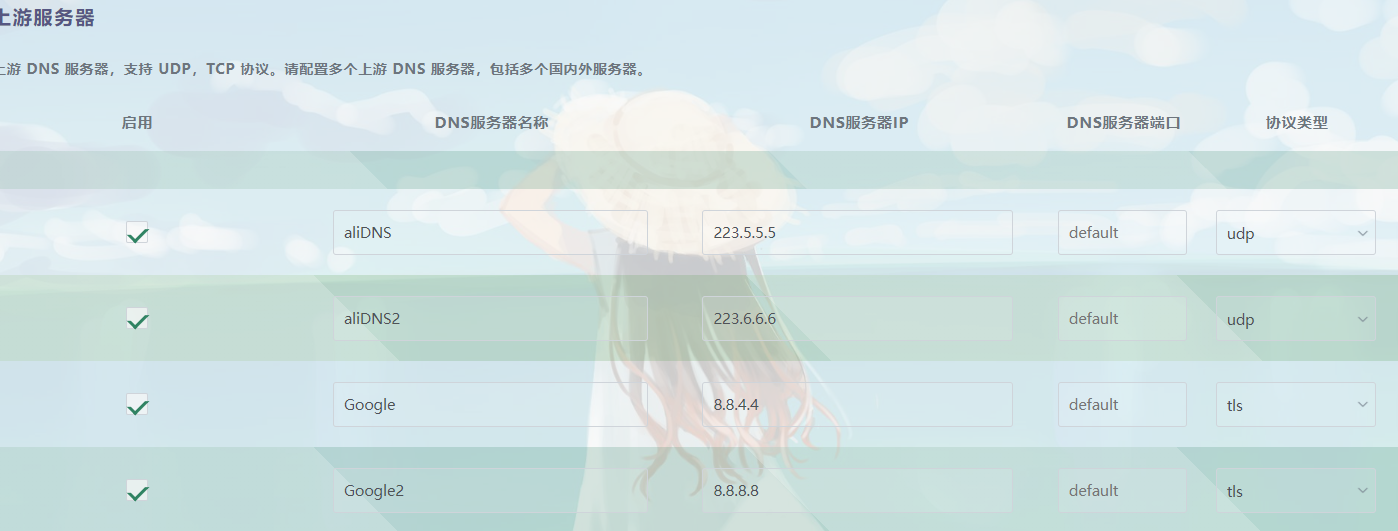 上游服务器
上游 DNS 服务器，支持 UDP，TCP 协议。请配置多个上游 DNS 服务器，包括多个国内外服务器。
启用 DNS服务器名称 DNS服务器IP DNS服务器端口 协议类型
aliDNS 223.5.5.5 default udp
aliDNS2 223.6.6.6 default udp
Google 8.8.4.4 default tls
Google2 8.8.8.8 default tls